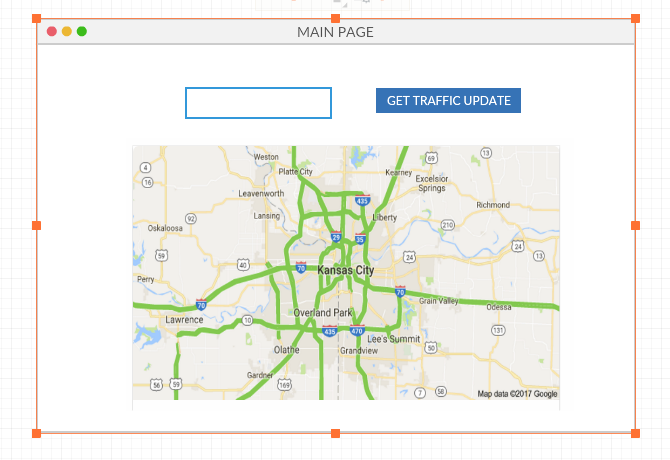 MAIN PAGE
GET TRAFFIC UPDATE
Weston
13
69
4
Platte City
Kearney
16
Excelsior
Springs
Leavenworth
435
Richmond
Lansing
Liberty
92
210
Oskaloosa
29
35
24
59
24
13
40
70
Kansas City
Perry
70
70
Grain Valley
Odessa
Lawrence
10
Overland Park
435
470
131
Lee's Summit
Olathe
Grandview
50
Gardner
56
59
169
7
58
Map data ©2017 Google